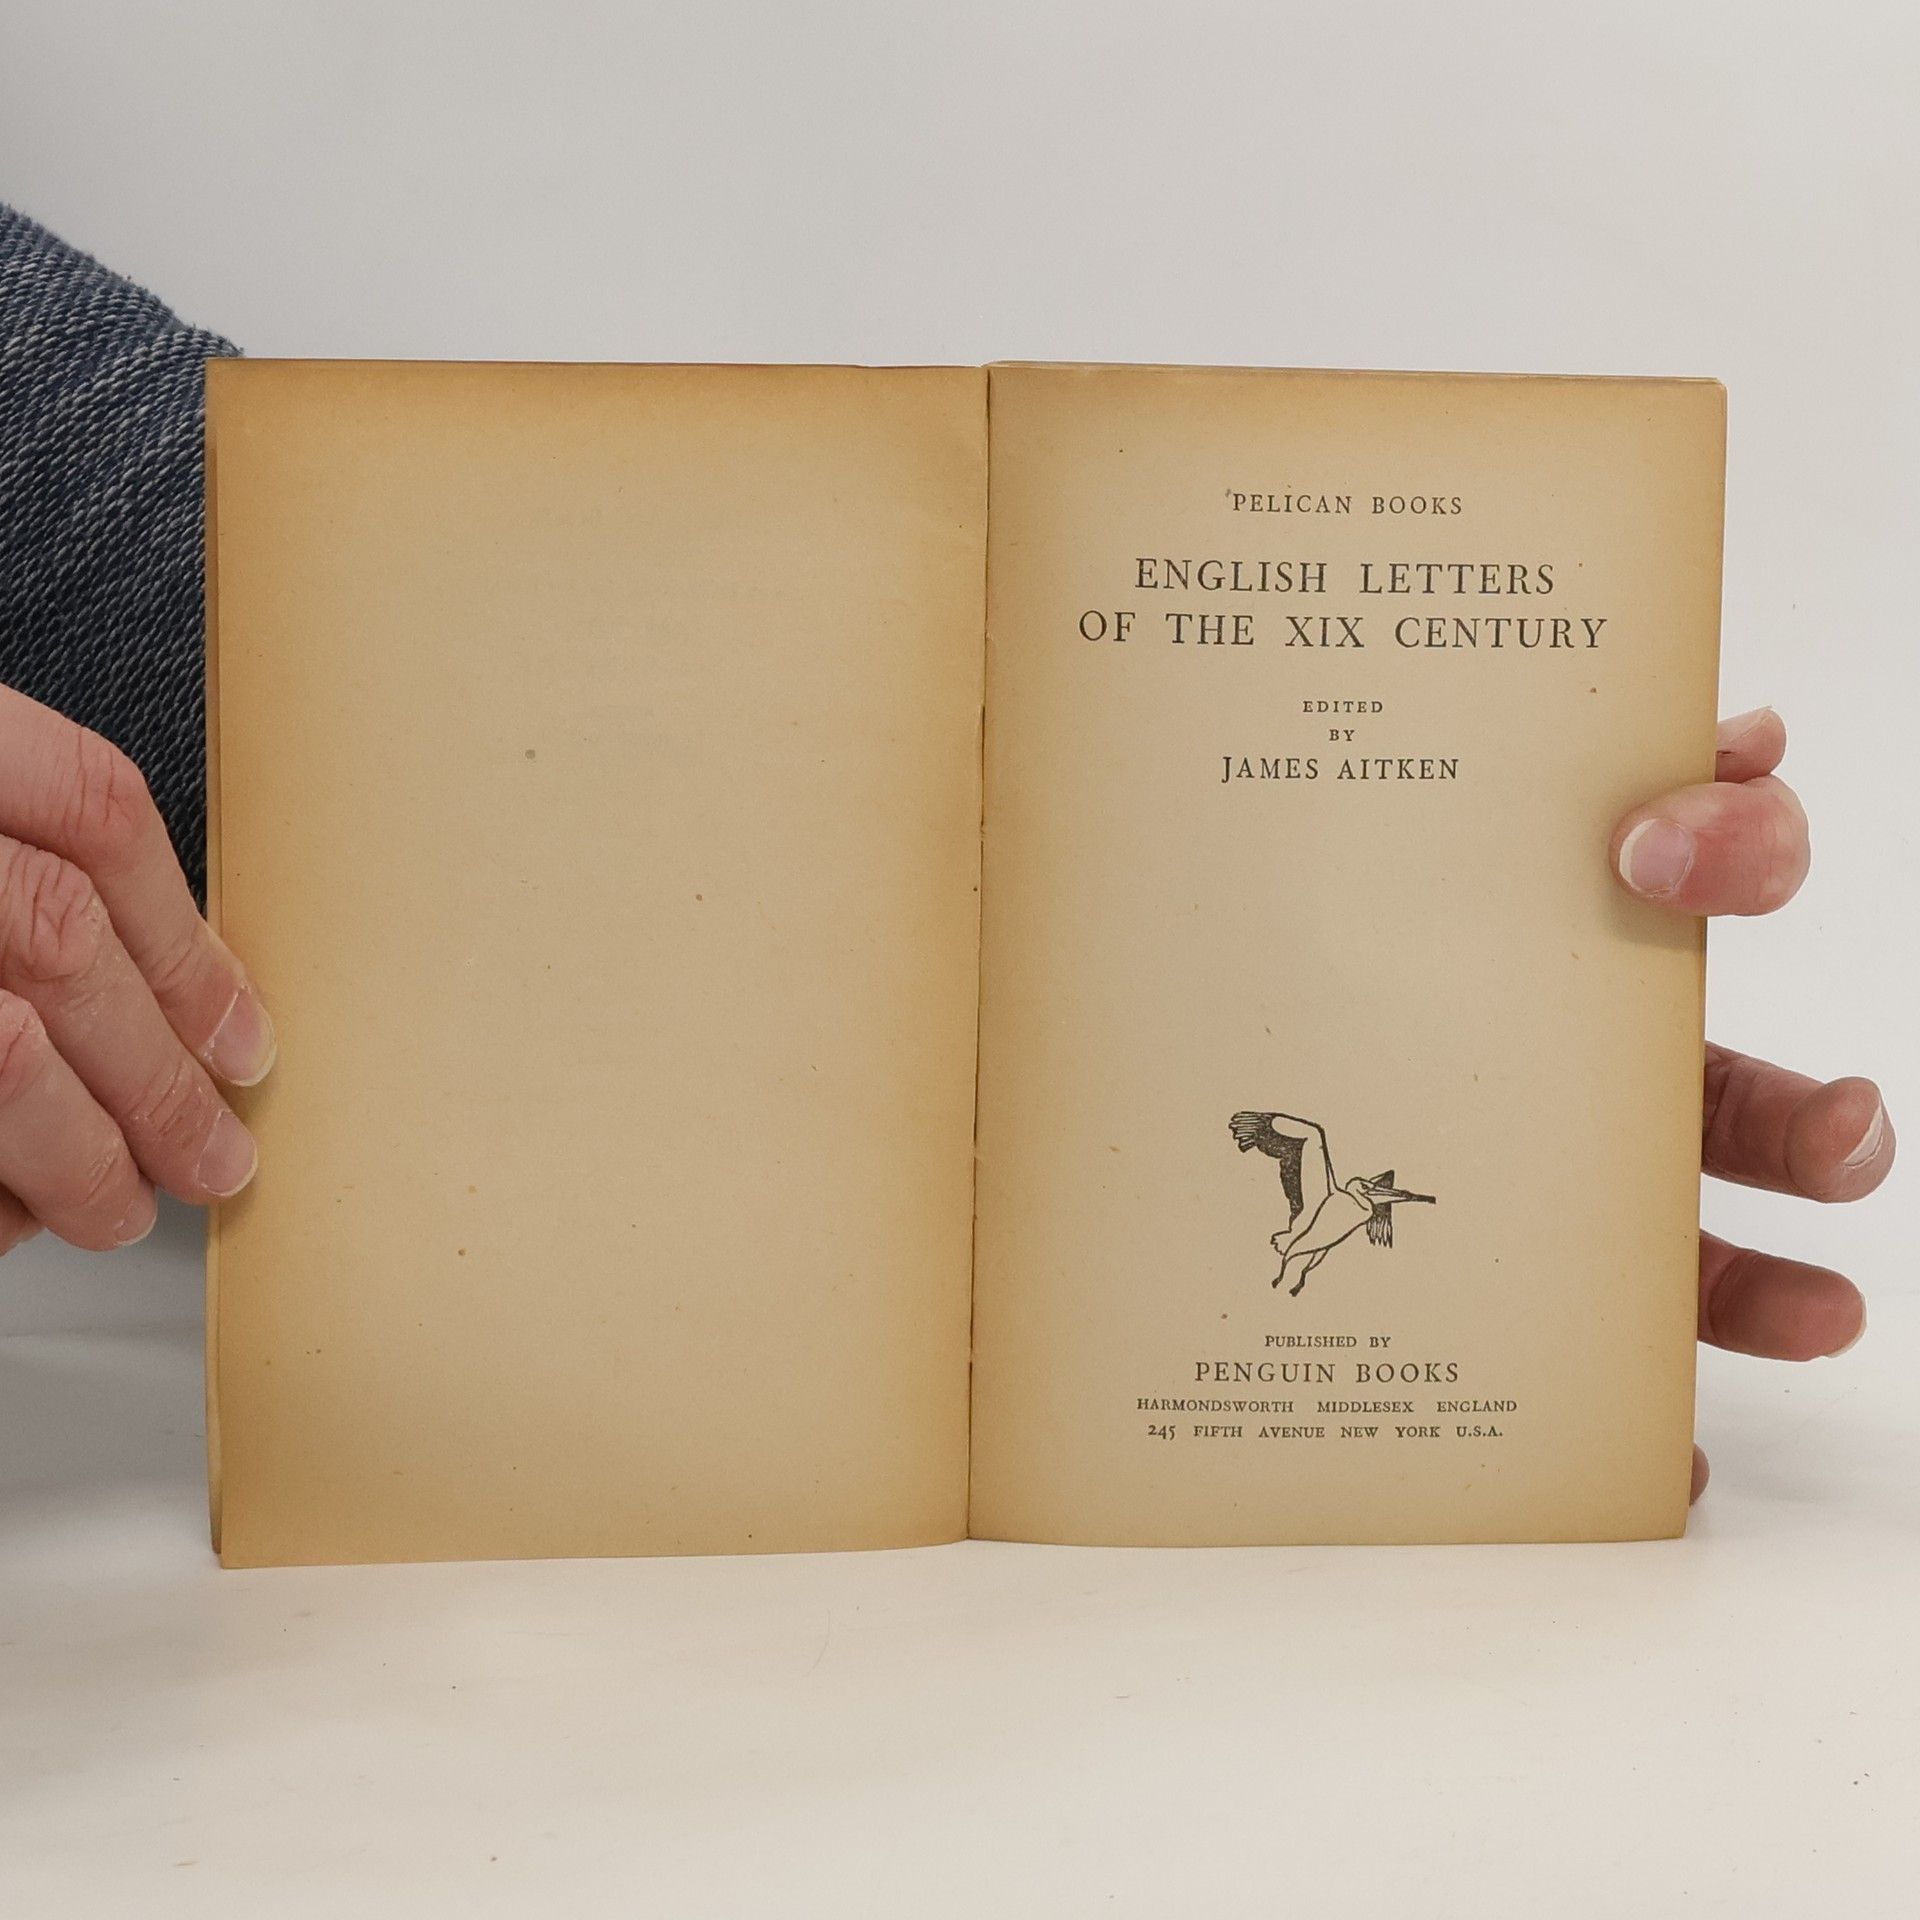 PELICAN BOOKS
ENGLISH LETTERS
OF THE XIX CENTURY
EDITED
BY
JAMES AITKEN
PUBLISHED BY
PENGUIN BOOKS
HARMONDSWORTH MIDDLESEX ENGLAND
245 FIFTH AVENUE NEW YORK U.S.A.